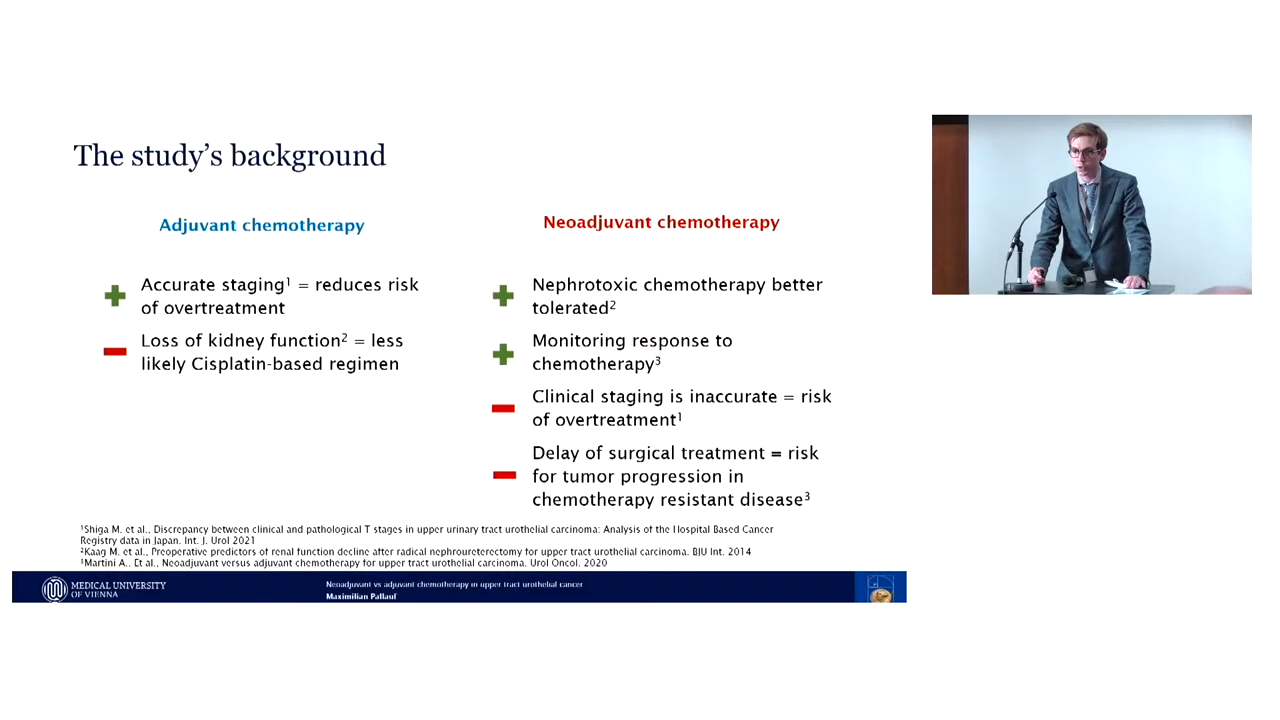 The study's background
Adjuvant chemotherapy
Accurate staging¹ = reduces risk
of overtreatment
Loss of kidney function² = less
likely Cisplatin-based regimen
Neoadjuvant chemotherapy
Nephrotoxic chemotherapy better
tolerated²
Monitoring response to
chemotherapy³
Clinical staging is inaccurate = risk
of overtreatment¹
Delay of surgical treatment = risk
for tumor progression in
chemotherapy resistant disease³
¹Shiga M. et al., Discrepancy between clinical and pathological T stages in upper urinary tract urothelial carcinoma: Analysis of the Hospital Based Cancer
Registry data in Japan. Int. J. Urol 2021
²Kaag M. et al., Preoperative predictors of renal function decline after radical nephroureterectomy for upper tract urothelial carcinoma. BJU Int. 2014
³Martini A., Et al., Neoadjuvant versus adjuvant chemotherapy for upper tract urothelial carcinoma. Urol Oncol. 2020
MEDICAL UNIVERSITY
OF VIENNA
Neoadjuvant vs adjuvant chemotherapy in upper tract urothelial cancer
Maximilian Pallauf